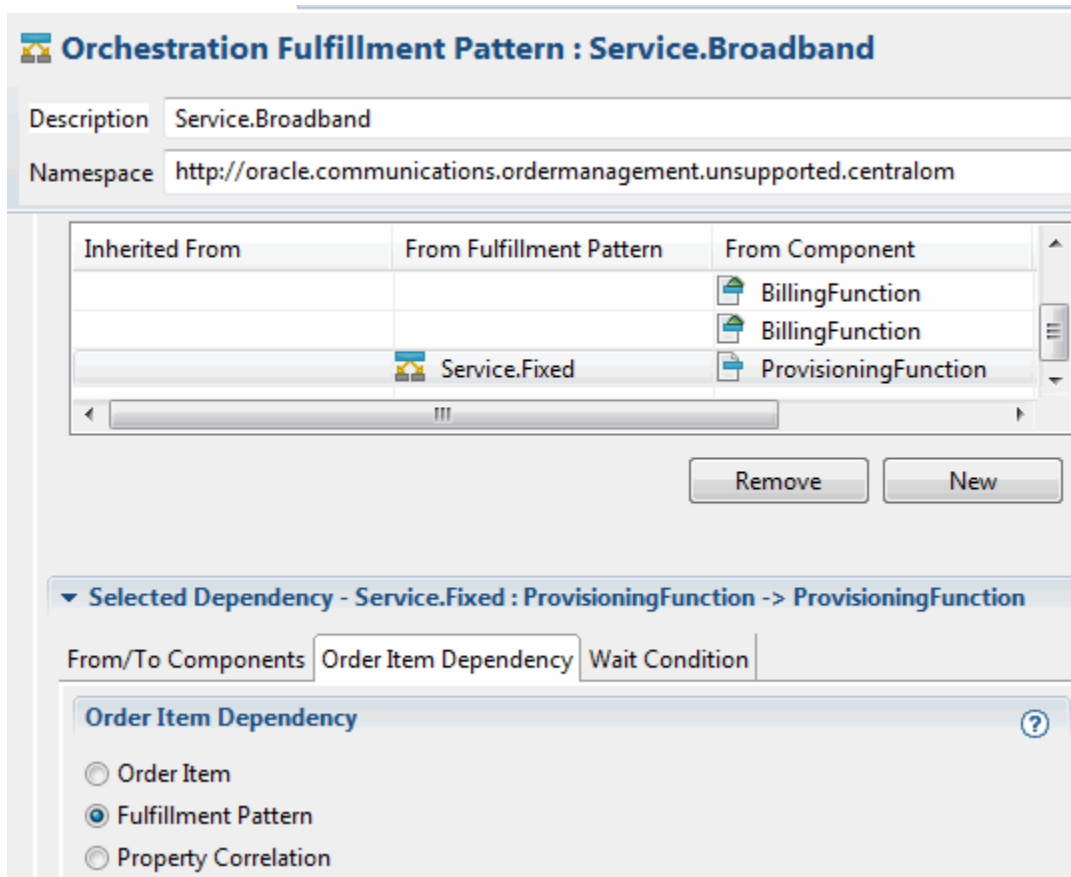 Orchestration Fulfillment Pattern : Service.Broadband
Description Service.Broadband
Namespace http://oracle.communications.ordermanagement.unsupported.centralom
Inherited From From Fulfillment Pattern From Component
BillingFunction
BillingFunction
Service.Fixed ProvisioningFunction
Remove New
Selected Dependency - Service.Fixed : ProvisioningFunction -> ProvisioningFunction
From/To Components Order Item Dependency Wait Condition
Order Item Dependency
Order Item
Fulfillment Pattern
Property Correlation